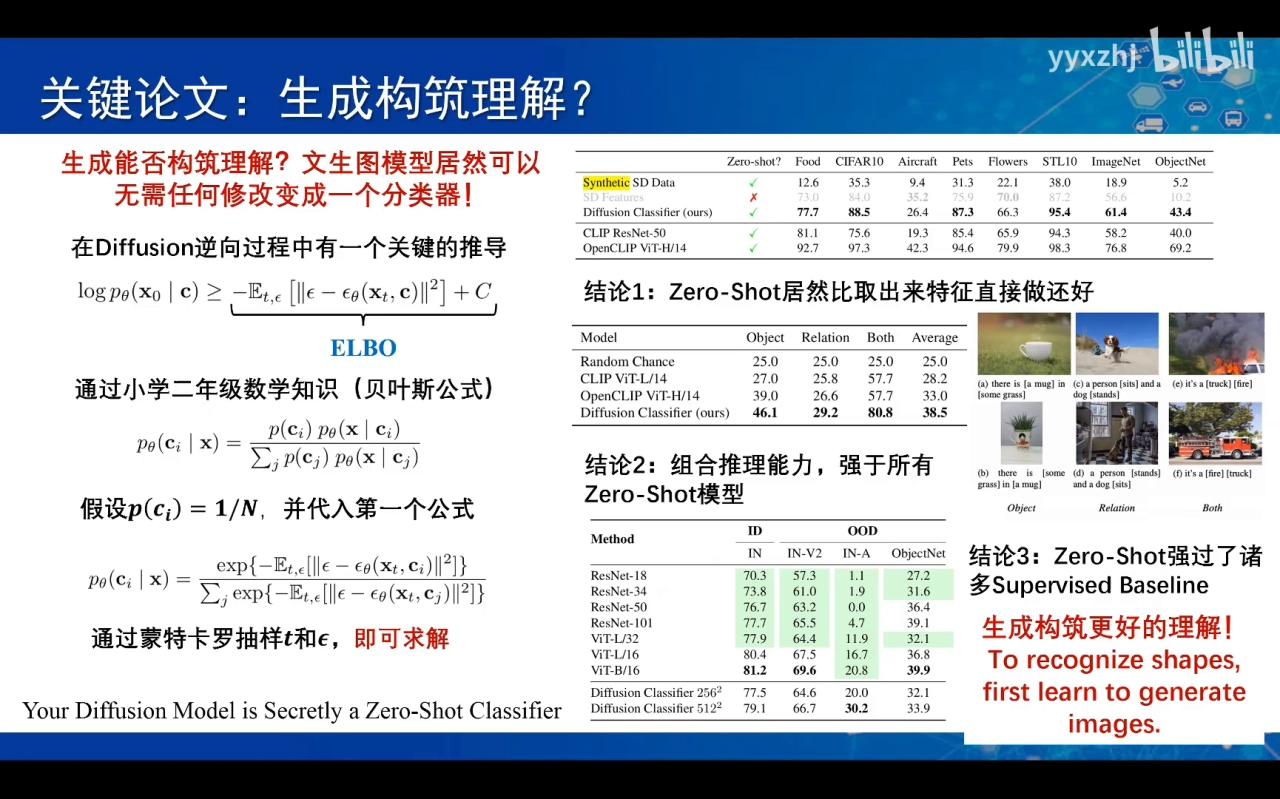 yyxzhj bilibili
关键论文：生成构筑理解？
生成能否构筑理解？文生图模型居然可以
无需任何修改变成一个分类器！
在Diffusion逆向过程中有一个关键的推导
log pθ(x0 | c) ≥ −𝔼t,ϵ [‖ϵ − ϵθ(xt, c)‖²] + C
ELBO
通过小学二年级数学知识（贝叶斯公式）
pθ(ci | x) = p(ci) pθ(x | ci) / ∑j p(cj) pθ(x | cj)
假设p(ci) = 1/N，并代入第一个公式
pθ(ci | x) = exp{−𝔼t,ϵ[‖ϵ − ϵθ(xt, ci)‖²]} / ∑j exp{−𝔼t,ϵ[‖ϵ − ϵθ(xt, cj)‖²]}
通过蒙特卡罗抽样t和ϵ，即可求解
Your Diffusion Model is Secretly a Zero-Shot Classifier
Zero-shot? Food CIFAR10 Aircraft Pets Flowers STL10 ImageNet ObjectNet
Synthetic SD Data ✓ 12.6 35.3 9.4 31.3 22.1 38.0 18.9 5.2
SD Features ✗ 73.0 84.0 35.2 75.9 70.0 87.2 56.6 10.2
Diffusion Classifier (ours) ✓ 77.7 88.5 26.4 87.3 66.3 95.4 61.4 43.4
CLIP ResNet-50 ✓ 81.1 75.6 19.3 85.4 65.9 94.3 58.2 40.0
OpenCLIP ViT-H/14 ✓ 92.7 97.3 42.3 94.6 79.9 98.3 76.8 69.2
结论1：Zero-Shot居然比取出来特征直接做还好
Model Object Relation Both Average
Random Chance 25.0 25.0 25.0 25.0
CLIP ViT-L/14 27.0 25.8 57.7 28.2
OpenCLIP ViT-H/14 39.0 26.6 57.7 33.0
Diffusion Classifier (ours) 46.1 29.2 80.8 38.5
(a) there is [a mug] in
[some grass]
(c) a person [sits] and a
dog [stands]
(e) it's a [truck] [fire]
(b) there is [some
grass] in [a mug]
(d) a person [stands]
and a dog [sits]
(f) it's a [fire] [truck]
Object Relation Both
结论2：组合推理能力，强于所有
Zero-Shot模型
Method ID OOD
IN IN-V2 IN-A ObjectNet
ResNet-18 70.3 57.3 1.1 27.2
ResNet-34 73.8 61.0 1.9 31.6
ResNet-50 76.7 63.2 0.0 36.4
ResNet-101 77.7 65.5 4.7 39.1
ViT-L/32 77.9 64.4 11.9 32.1
ViT-L/16 80.4 67.5 16.7 36.8
ViT-B/16 81.2 69.6 20.8 39.9
Diffusion Classifier 256² 77.5 64.6 20.0 32.1
Diffusion Classifier 512² 79.1 66.7 30.2 33.9
结论3：Zero-Shot强过了诸
多Supervised Baseline
生成构筑更好的理解！
To recognize shapes,
first learn to generate
images.